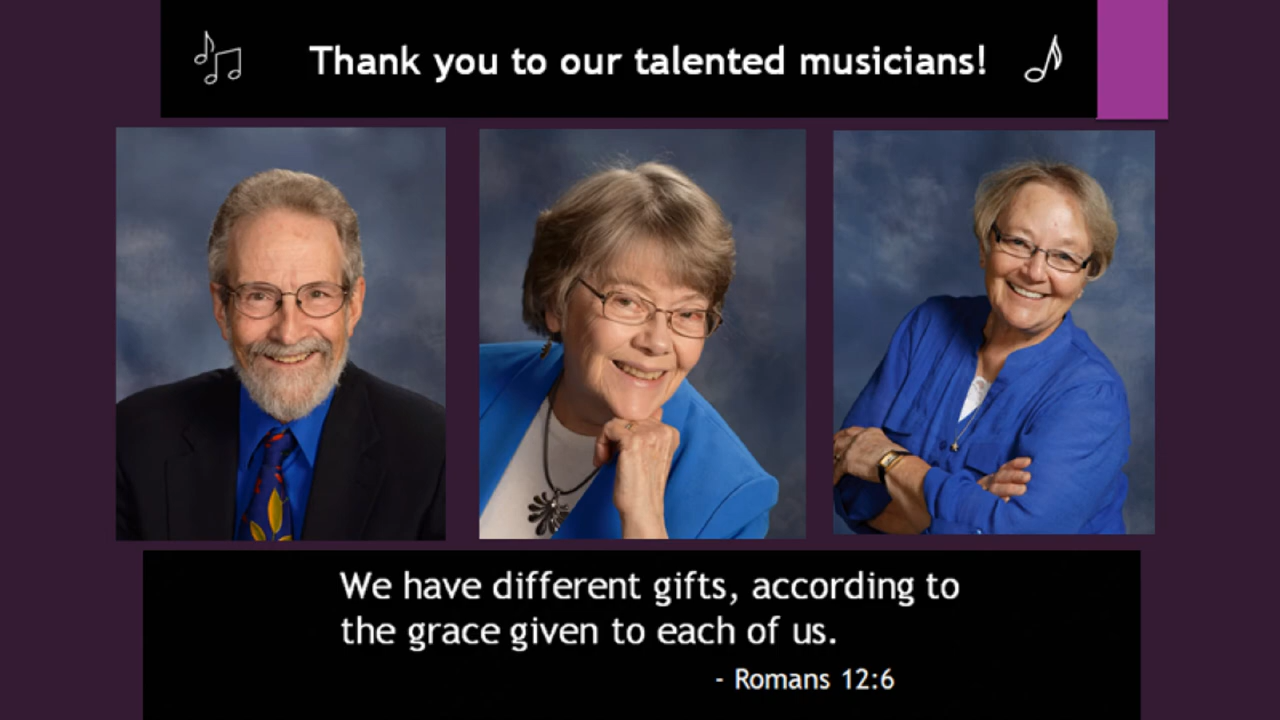 Thank you to our talented musicians!
We have different gifts, according to
the grace given to each of us.
- Romans 12:6